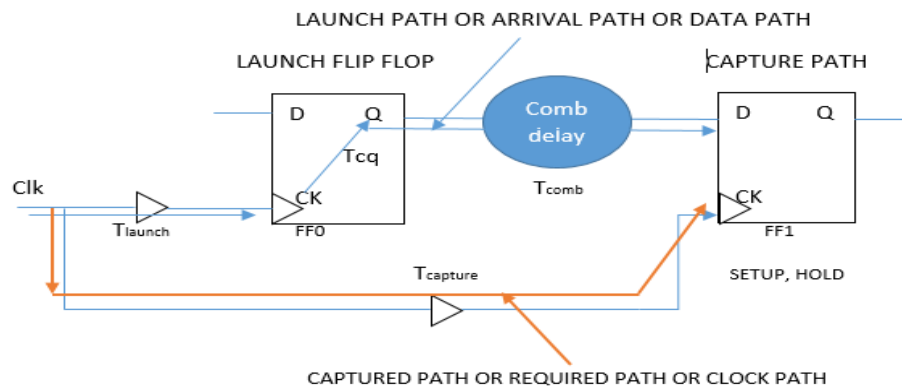 LAUNCH PATH OR ARRIVAL PATH OR DATA PATH
LAUNCH FLIP FLOP
CAPTURE PATH
D
Q
Comb
delay
D
Q
Tcq
Clk
CK
Tcomb
CK
Tlaunch
FF0
FF1
Tcapture
SETUP, HOLD
CAPTURED PATH OR REQUIRED PATH OR CLOCK PATH